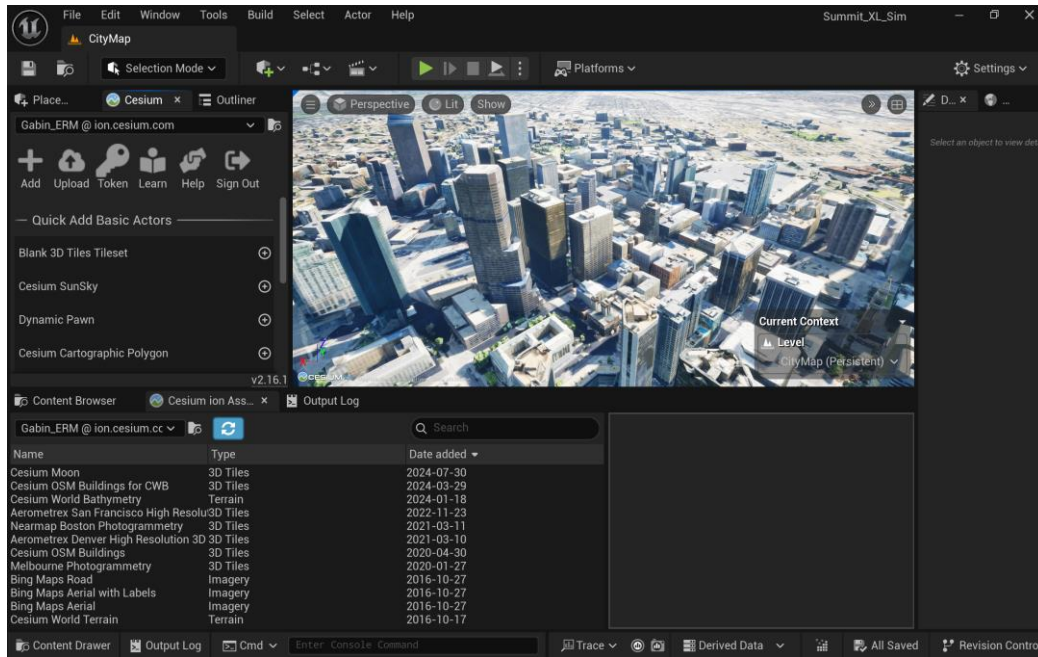 File Edit Window Tools Build Select Actor Help Summit_XL_Sim
CityMap
Selection Mode Platforms Settings
Place... Cesium Outliner
Perspective Lit Show
D...
Gabin_ERM @ ion.cesium.com
Select an object to view det
Add Upload Token Learn Help Sign Out
Quick Add Basic Actors
Blank 3D Tiles Tileset
Cesium SunSky
Dynamic Pawn
Cesium Cartographic Polygon
v2.16.1
Current Context
Level
CityMap (Persistent)
CESIUM
Content Browser Cesium ion Ass... Output Log
Gabin_ERM @ ion.cesium.cc
Search
Name Type Date added
Cesium Moon 3D Tiles 2024-07-30
Cesium OSM Buildings for CWB 3D Tiles 2024-03-29
Cesium World Bathymetry Terrain 2024-01-18
Aerometrex San Francisco High Resolu 3D Tiles 2022-11-23
Nearmap Boston Photogrammetry 3D Tiles 2021-03-11
Aerometrex Denver High Resolution 3D 3D Tiles 2021-03-10
Cesium OSM Buildings 3D Tiles 2020-04-30
Melbourne Photogrammetry 3D Tiles 2020-01-27
Bing Maps Road Imagery 2016-10-27
Bing Maps Aerial with Labels Imagery 2016-10-27
Bing Maps Aerial Imagery 2016-10-27
Cesium World Terrain Terrain 2016-10-17
Content Drawer Output Log Cmd Enter Console Command Trace Derived Data All Saved Revision Contro